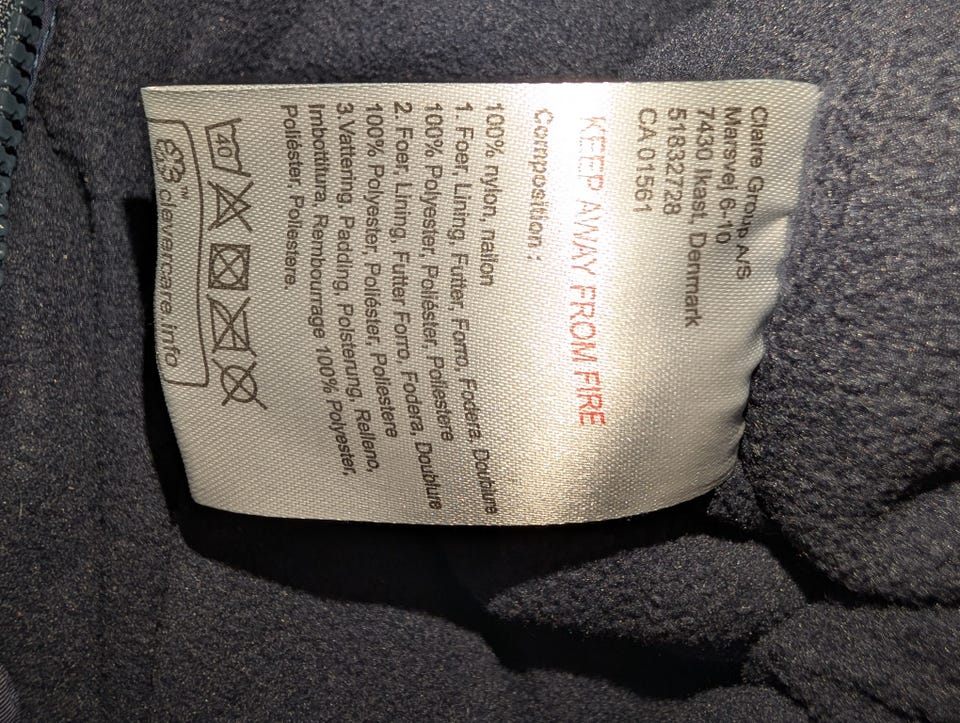 Claire Group A/S
Marsvej 6-10
7430 Ikast, Denmark
51832728
CA 01561
KEEP AWAY FROM FIRE
Composition :
100% nylon, nailon
1. Foer, Lining, Futter, Forro, Fodera, Doublure
100% Polyester, Poliéster, Poliestere
2. Foer, Lining, Futter Forro, Fodera, Doublure
100% Polyester, Poliéster, Poliestere
3.Vattering, Padding, Polsterung, Relleno,
Imbottitura, Rembourrage 100% Polyester,
Poliéster, Poliestere.
40
™ clevercare.info